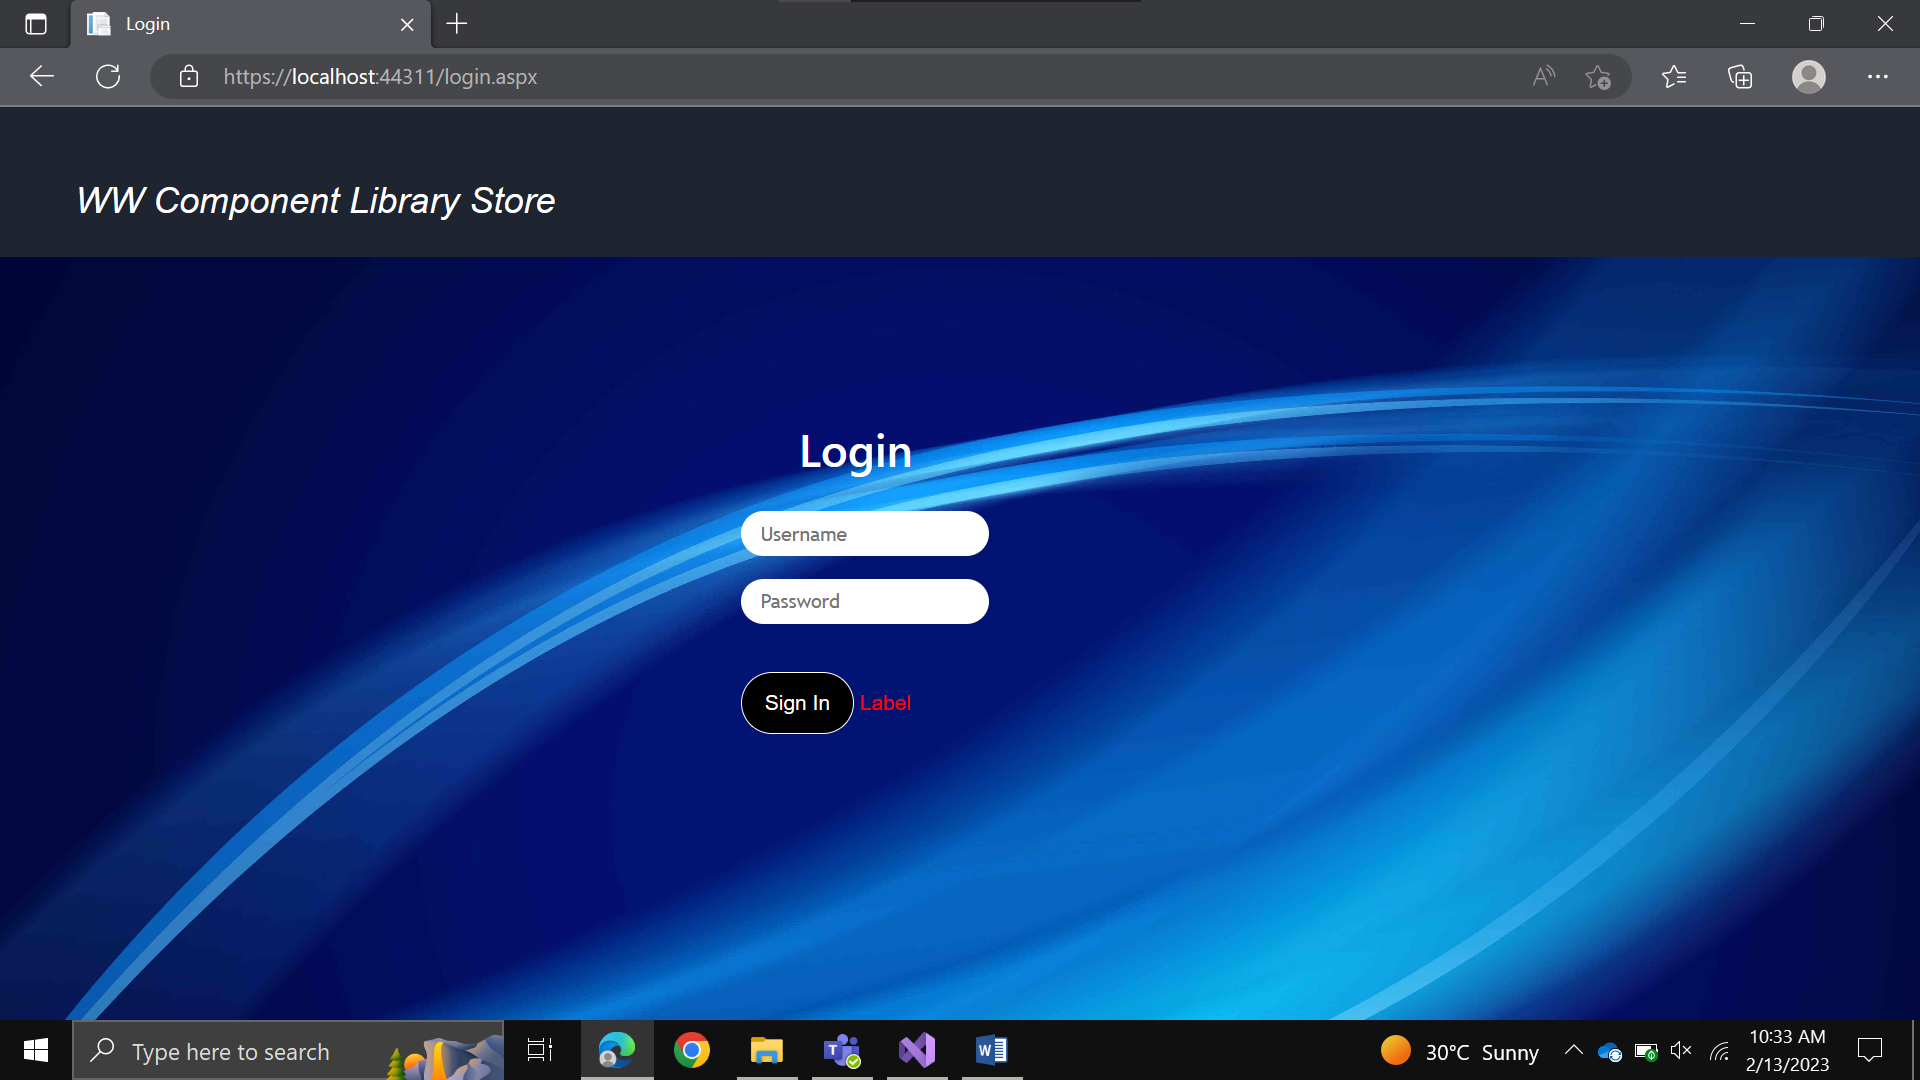 Login
https://localhost:44311/login.aspx
WW Component Library Store
Login
Username
Password
Sign In
Label
Type here to search
30°C Sunny
10:33 AM
2/13/2023